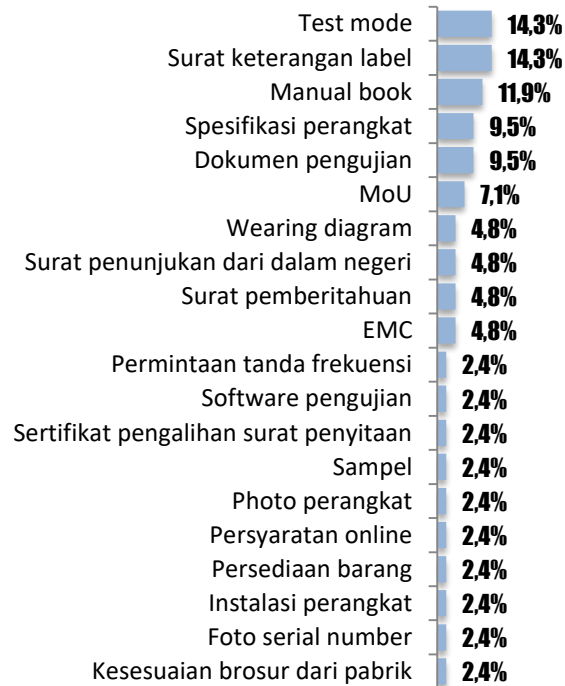 Test mode 14,3%
Surat keterangan label 14,3%
Manual book 11,9%
Spesifikasi perangkat 9,5%
Dokumen pengujian 9,5%
MoU 7,1%
Wearing diagram 4,8%
Surat penunjukan dari dalam negeri 4,8%
Surat pemberitahuan 4,8%
EMC 4,8%
Permintaan tanda frekuensi 2,4%
Software pengujian 2,4%
Sertifikat pengalihan surat penyitaan 2,4%
Sampel 2,4%
Photo perangkat 2,4%
Persyaratan online 2,4%
Persediaan barang 2,4%
Instalasi perangkat 2,4%
Foto serial number 2,4%
Kesesuaian brosur dari pabrik 2,4%